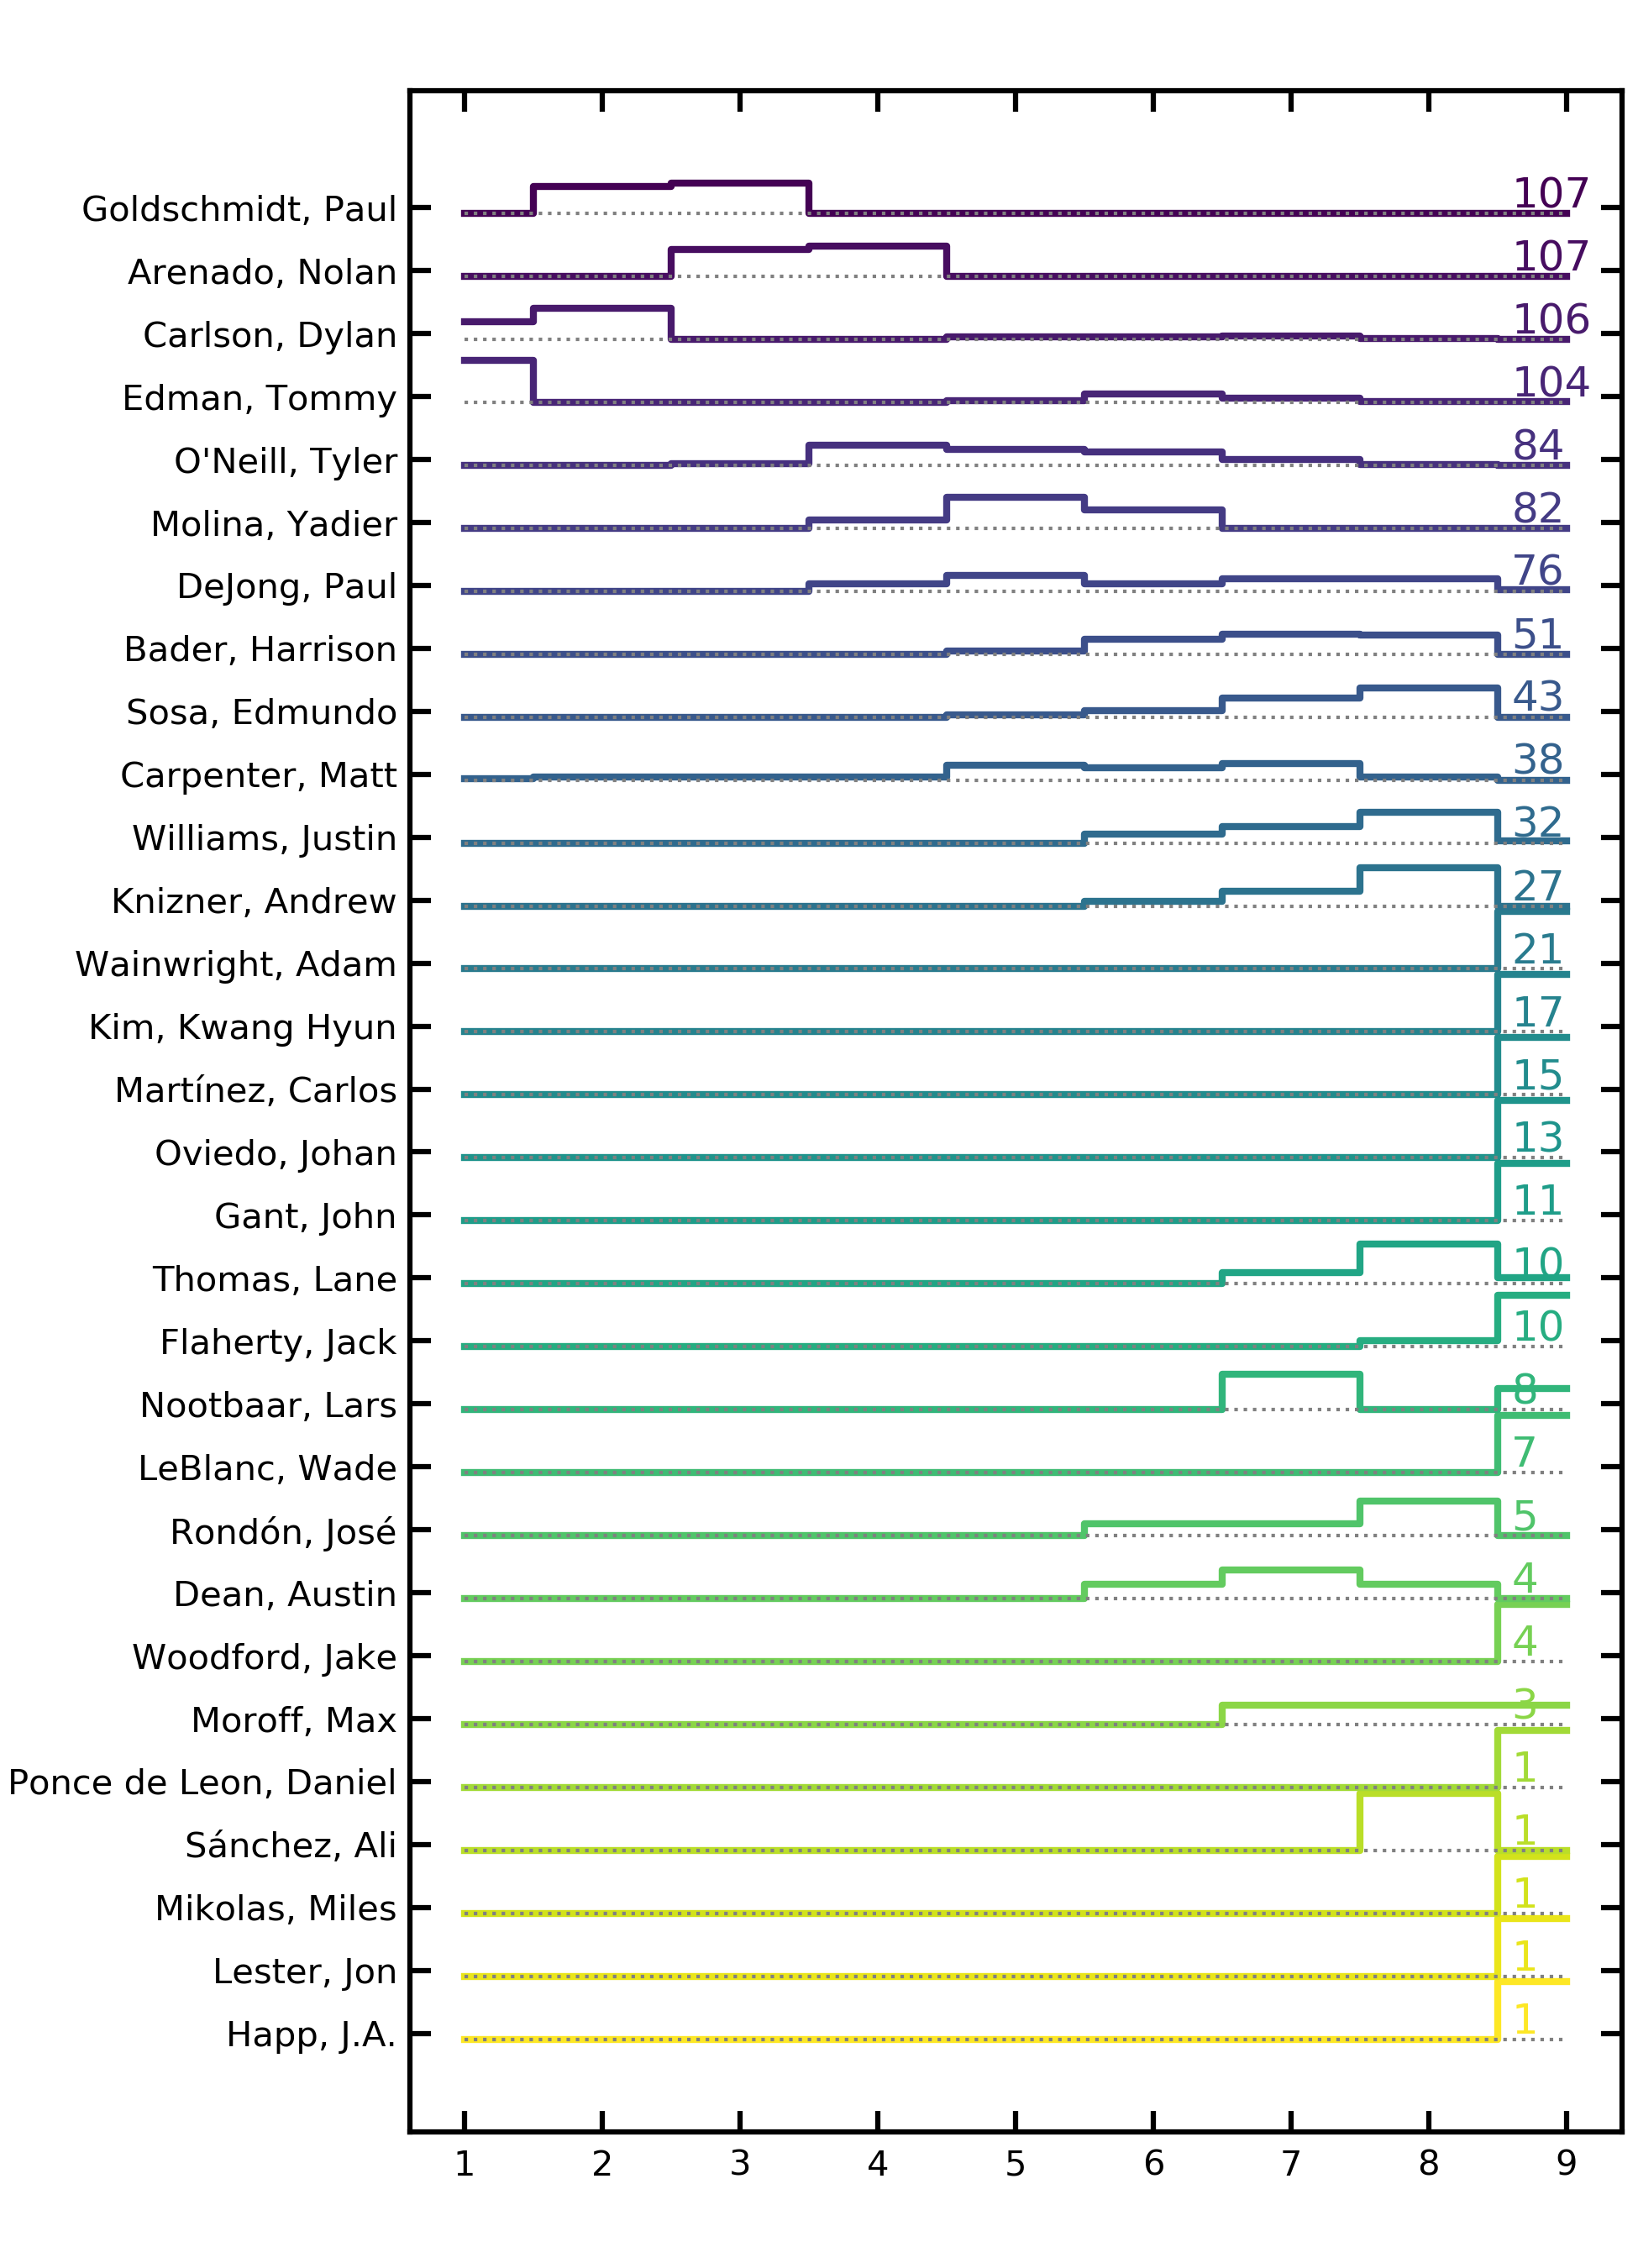 Goldschmidt, Paul 107
Arenado, Nolan 107
Carlson, Dylan 106
Edman, Tommy 104
O'Neill, Tyler 84
Molina, Yadier 82
DeJong, Paul 76
Bader, Harrison 51
Sosa, Edmundo 43
Carpenter, Matt 38
Williams, Justin 32
Knizner, Andrew 27
Wainwright, Adam 21
Kim, Kwang Hyun 17
Martínez, Carlos 15
Oviedo, Johan 13
Gant, John 11
Thomas, Lane 10
Flaherty, Jack 10
Nootbaar, Lars 8
LeBlanc, Wade 7
Rondón, José 5
Dean, Austin 4
Woodford, Jake 4
Moroff, Max 3
Ponce de Leon, Daniel 1
Sánchez, Ali 1
Mikolas, Miles 1
Lester, Jon 1
Happ, J.A. 1
1 2 3 4 5 6 7 8 9